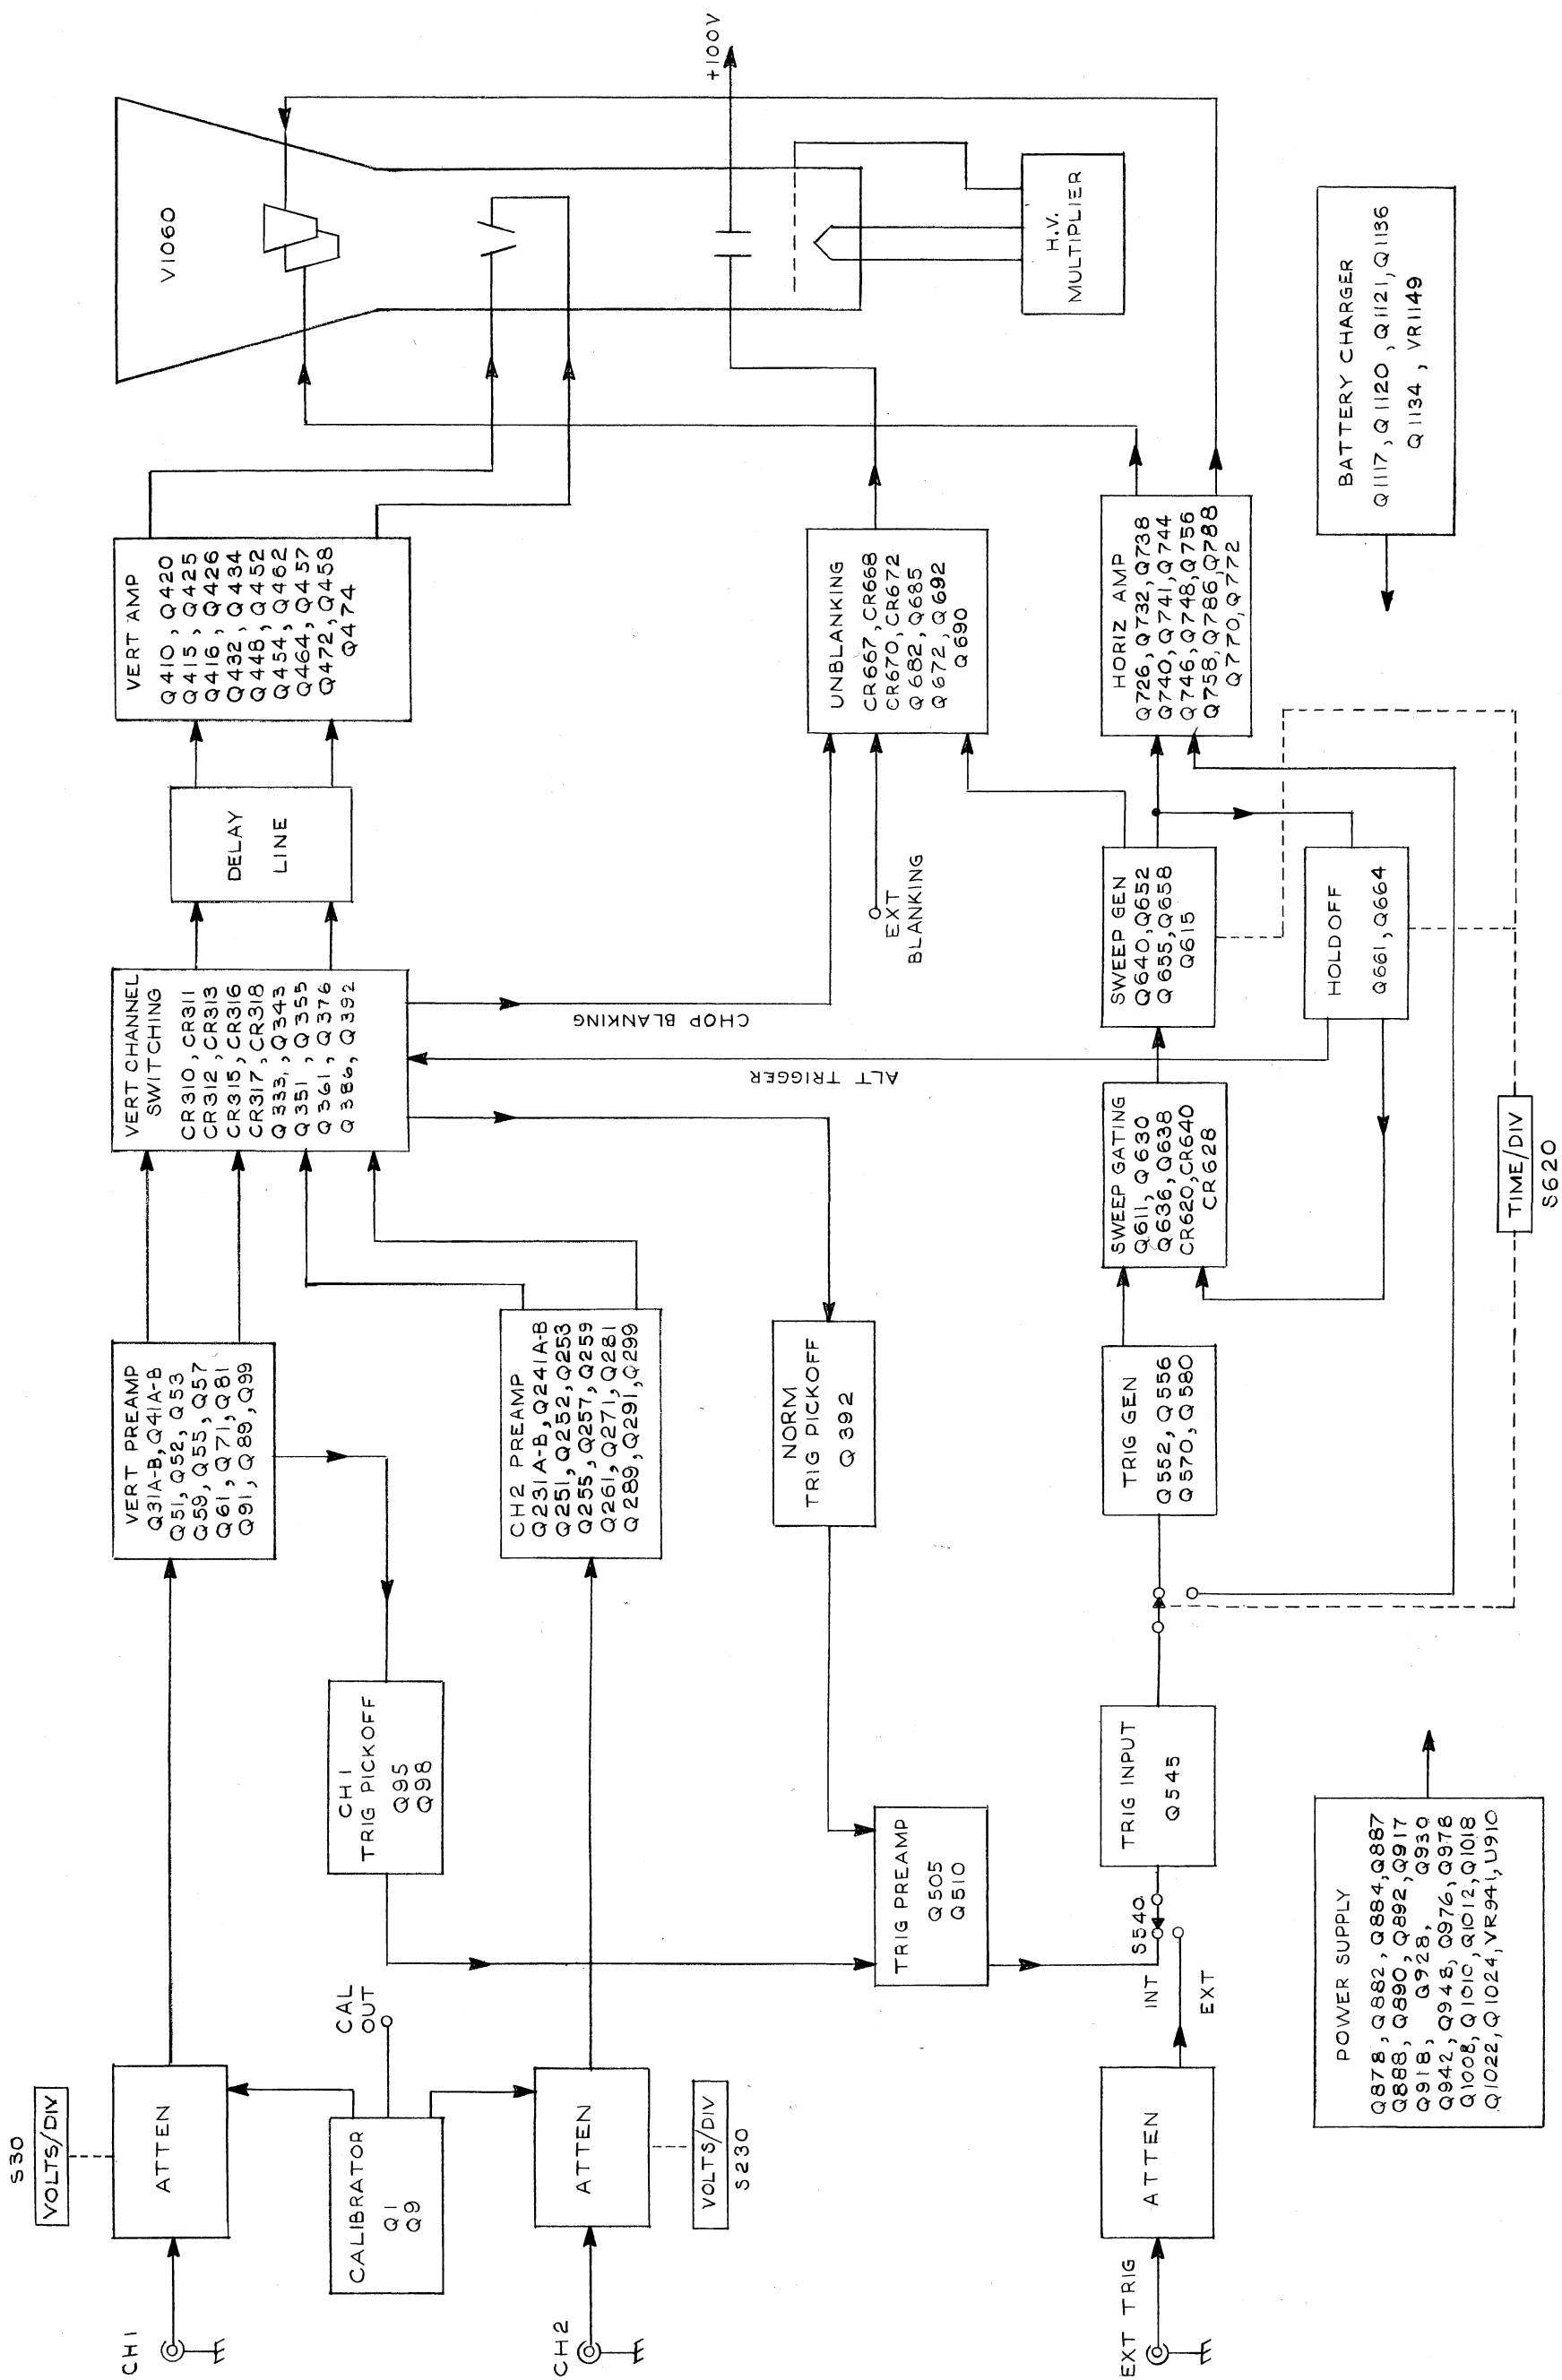 S30
VOLTS/DIV
CH1
ATTEN
CALIBRATOR
Q1
Q9
CAL
OUT
CH2
ATTEN
VOLTS/DIV
S230
EXT TRIG
ATTEN
VERT PREAMP
Q31A-B, Q41A-B
Q51, Q52, Q53
Q59, Q55, Q57
Q61, Q71, Q81
Q91, Q89, Q99
CH1
TRIG PICKOFF
Q95
Q98
CH2 PREAMP
Q231A-B, Q241A-B
Q251, Q252, Q253
Q255, Q257, Q259
Q261, Q271, Q281
Q289, Q291, Q299
NORM
TRIG PICKOFF
Q392
TRIG PREAMP
Q505
Q510
INT
S540
EXT
TRIG INPUT
Q545
TRIG GEN
Q552, Q556
Q570, Q580
VERT CHANNEL
SWITCHING
CR310, CR311
CR312, CR313
CR315, CR316
CR317, CR318
Q333,, Q343
Q351, Q355
Q361, Q376
Q386, Q392
CHOP BLANKING
ALT TRIGGER
DELAY
LINE
VERT AMP
Q410, Q420
Q415, Q425
Q416, Q426
Q432, Q434
Q448, Q452
Q454, Q462
Q464, Q457
Q472, Q458
Q474
EXT
BLANKING
UNBLANKING
CR667, CR668
CR670, CR672
Q682, Q685
Q672, Q692
Q690
SWEEP GATING
Q611, Q630
Q636, Q638
CR620, CR640
CR628
SWEEP GEN
Q640, Q652
Q655, Q658
Q615
HOLDOFF
Q661, Q664
HORIZ AMP
Q726, Q732, Q738
Q740, Q741, Q744
Q746, Q748, Q756
Q758, Q786, Q788
Q770, Q772
TIME/DIV
S620
V1060
+100V
H.V.
MULTIPLIER
POWER SUPPLY
Q878, Q882, Q884, Q887
Q888, Q890, Q892, Q917
Q918, Q928, Q930
Q942, Q948, Q976, Q978
Q1008, Q1010, Q1012, Q1018
Q1022, Q1024, VR941, U910
BATTERY CHARGER
Q1117, Q1120, Q1121, Q1136
Q1134, VR1149